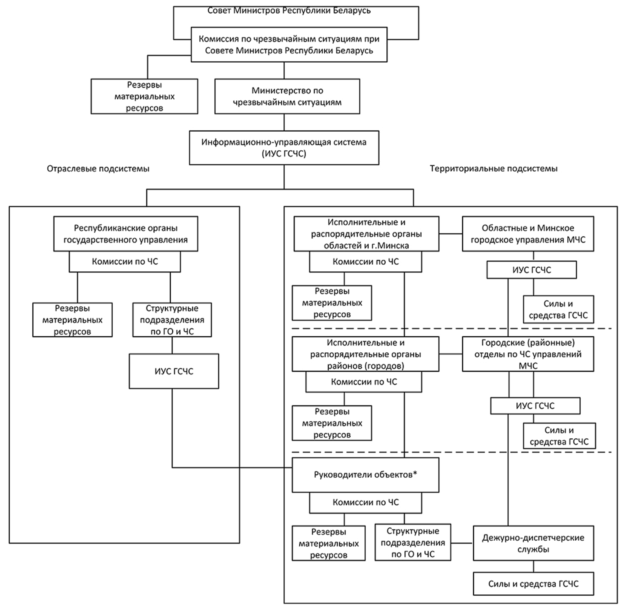 Совет Министров Республики Беларусь
Комиссия по чрезвычайным ситуациям при
Совете Министров Республики Беларусь
Резервы
материальных
ресурсов
Министерство по
чрезвычайным ситуациям
Информационно-управляющая система
(ИУС ГСЧС)
Отраслевые подсистемы
Территориальные подсистемы
Республиканские органы
государственного управления
Комиссии по ЧС
Резервы
материальных
ресурсов
Структурные
подразделения
по ГО и ЧС
ИУС ГСЧС
Исполнительные и
распорядительные органы
областей и г.Минска
Комиссии по ЧС
Резервы
материальных
ресурсов
Областные и Минское
городское управления МЧС
ИУС ГСЧС
Силы и
средства ГСЧС
Исполнительные и
распорядительные органы
районов (городов)
Комиссии по ЧС
Резервы
материальных
ресурсов
Городские (районные)
отделы по ЧС управлений
МЧС
ИУС ГСЧС
Силы и
средства ГСЧС
Руководители объектов*
Комиссии по ЧС
Резервы
материальных
ресурсов
Структурные
подразделения
по ГО и ЧС
Дежурно-диспетчерские
службы
Силы и средства ГСЧС